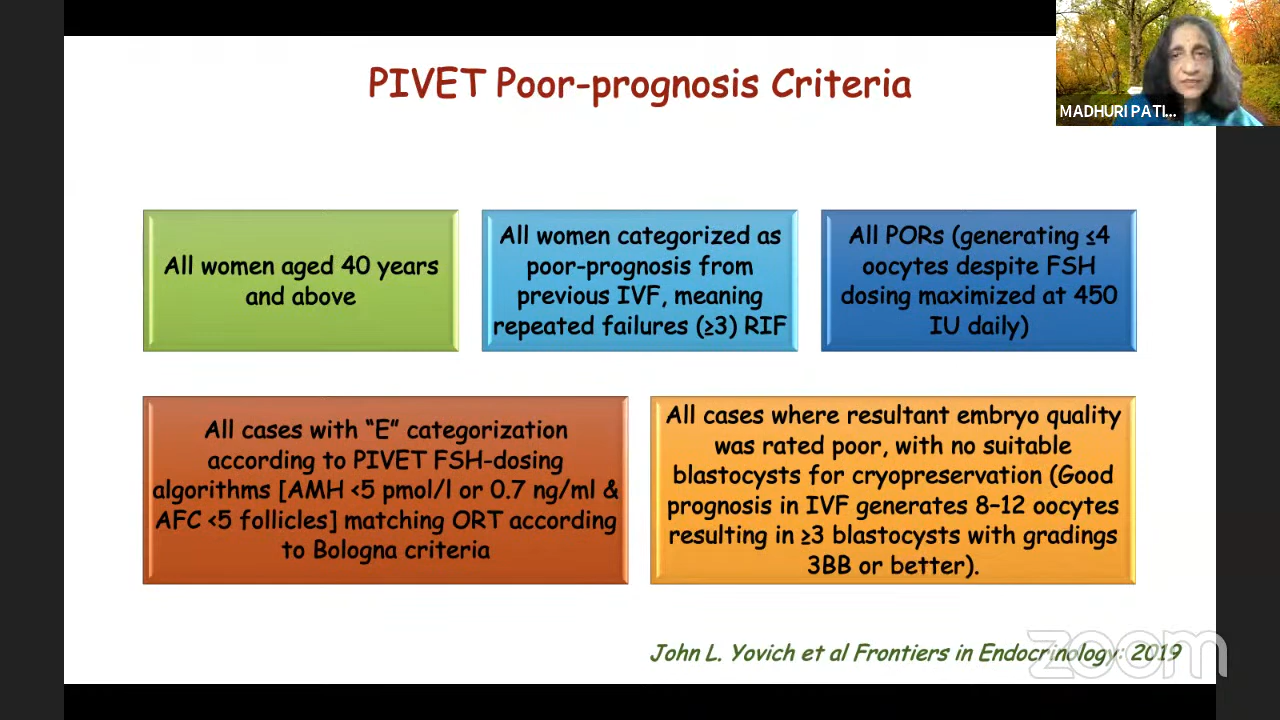 PIVET Poor-prognosis Criteria
MADHURI PATI...
All women aged 40 years
and above
All women categorized as
poor-prognosis from
previous IVF, meaning
repeated failures (≥3) RIF
All PORs (generating ≤4
oocytes despite FSH
dosing maximized at 450
IU daily)
All cases with “E” categorization
according to PIVET FSH-dosing
algorithms [AMH <5 pmol/l or 0.7 ng/ml &
AFC <5 follicles] matching ORT according
to Bologna criteria
All cases where resultant embryo quality
was rated poor, with no suitable
blastocysts for cryopreservation (Good
prognosis in IVF generates 8–12 oocytes
resulting in ≥3 blastocysts with gradings
3BB or better).
John L. Yovich et al Frontiers in Endocrinology: 2019
zoom